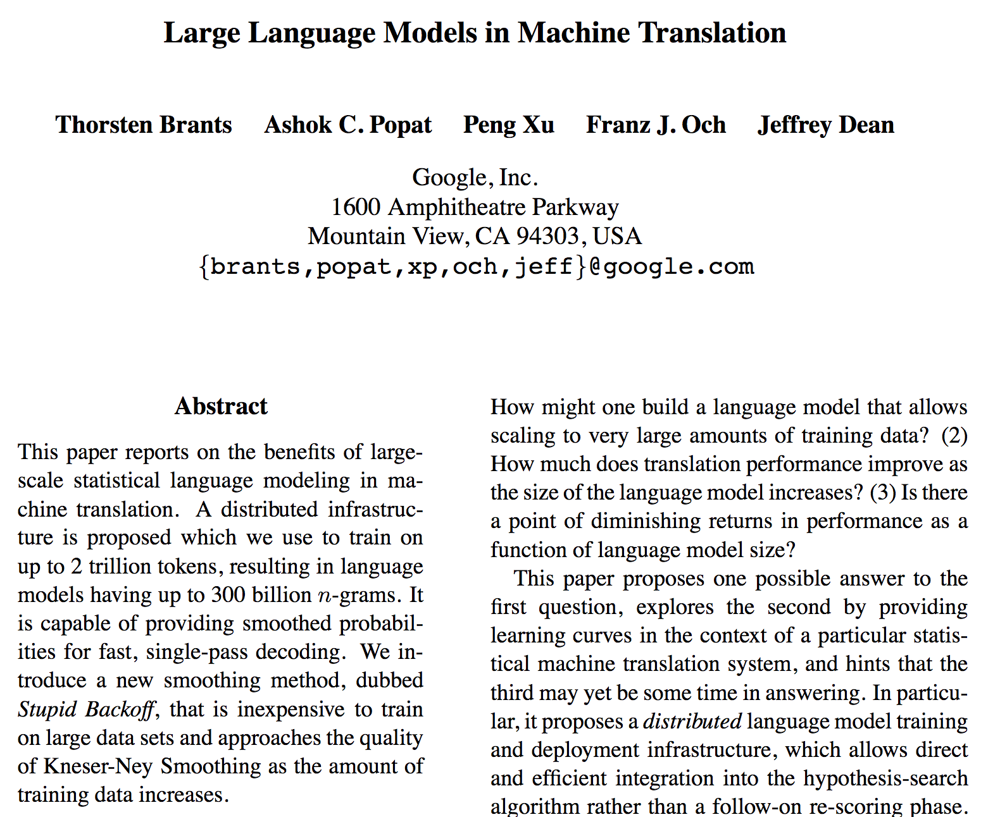 Large Language Models in Machine Translation
Thorsten Brants Ashok C. Popat Peng Xu Franz J. Och Jeffrey Dean
Google, Inc.
1600 Amphitheatre Parkway
Mountain View, CA 94303, USA
{brants,popat,xp,och,jeff}@google.com
Abstract
This paper reports on the benefits of large-
scale statistical language modeling in ma-
chine translation. A distributed infrastruc-
ture is proposed which we use to train on
up to 2 trillion tokens, resulting in language
models having up to 300 billion n-grams. It
is capable of providing smoothed probabil-
ities for fast, single-pass decoding. We in-
troduce a new smoothing method, dubbed
Stupid Backoff, that is inexpensive to train
on large data sets and approaches the quality
of Kneser-Ney Smoothing as the amount of
training data increases.
How might one build a language model that allows
scaling to very large amounts of training data? (2)
How much does translation performance improve as
the size of the language model increases? (3) Is there
a point of diminishing returns in performance as a
function of language model size?
This paper proposes one possible answer to the
first question, explores the second by providing
learning curves in the context of a particular statis-
tical machine translation system, and hints that the
third may yet be some time in answering. In particu-
lar, it proposes a distributed language model training
and deployment infrastructure, which allows direct
and efficient integration into the hypothesis-search
algorithm rather than a follow-on re-scoring phase.